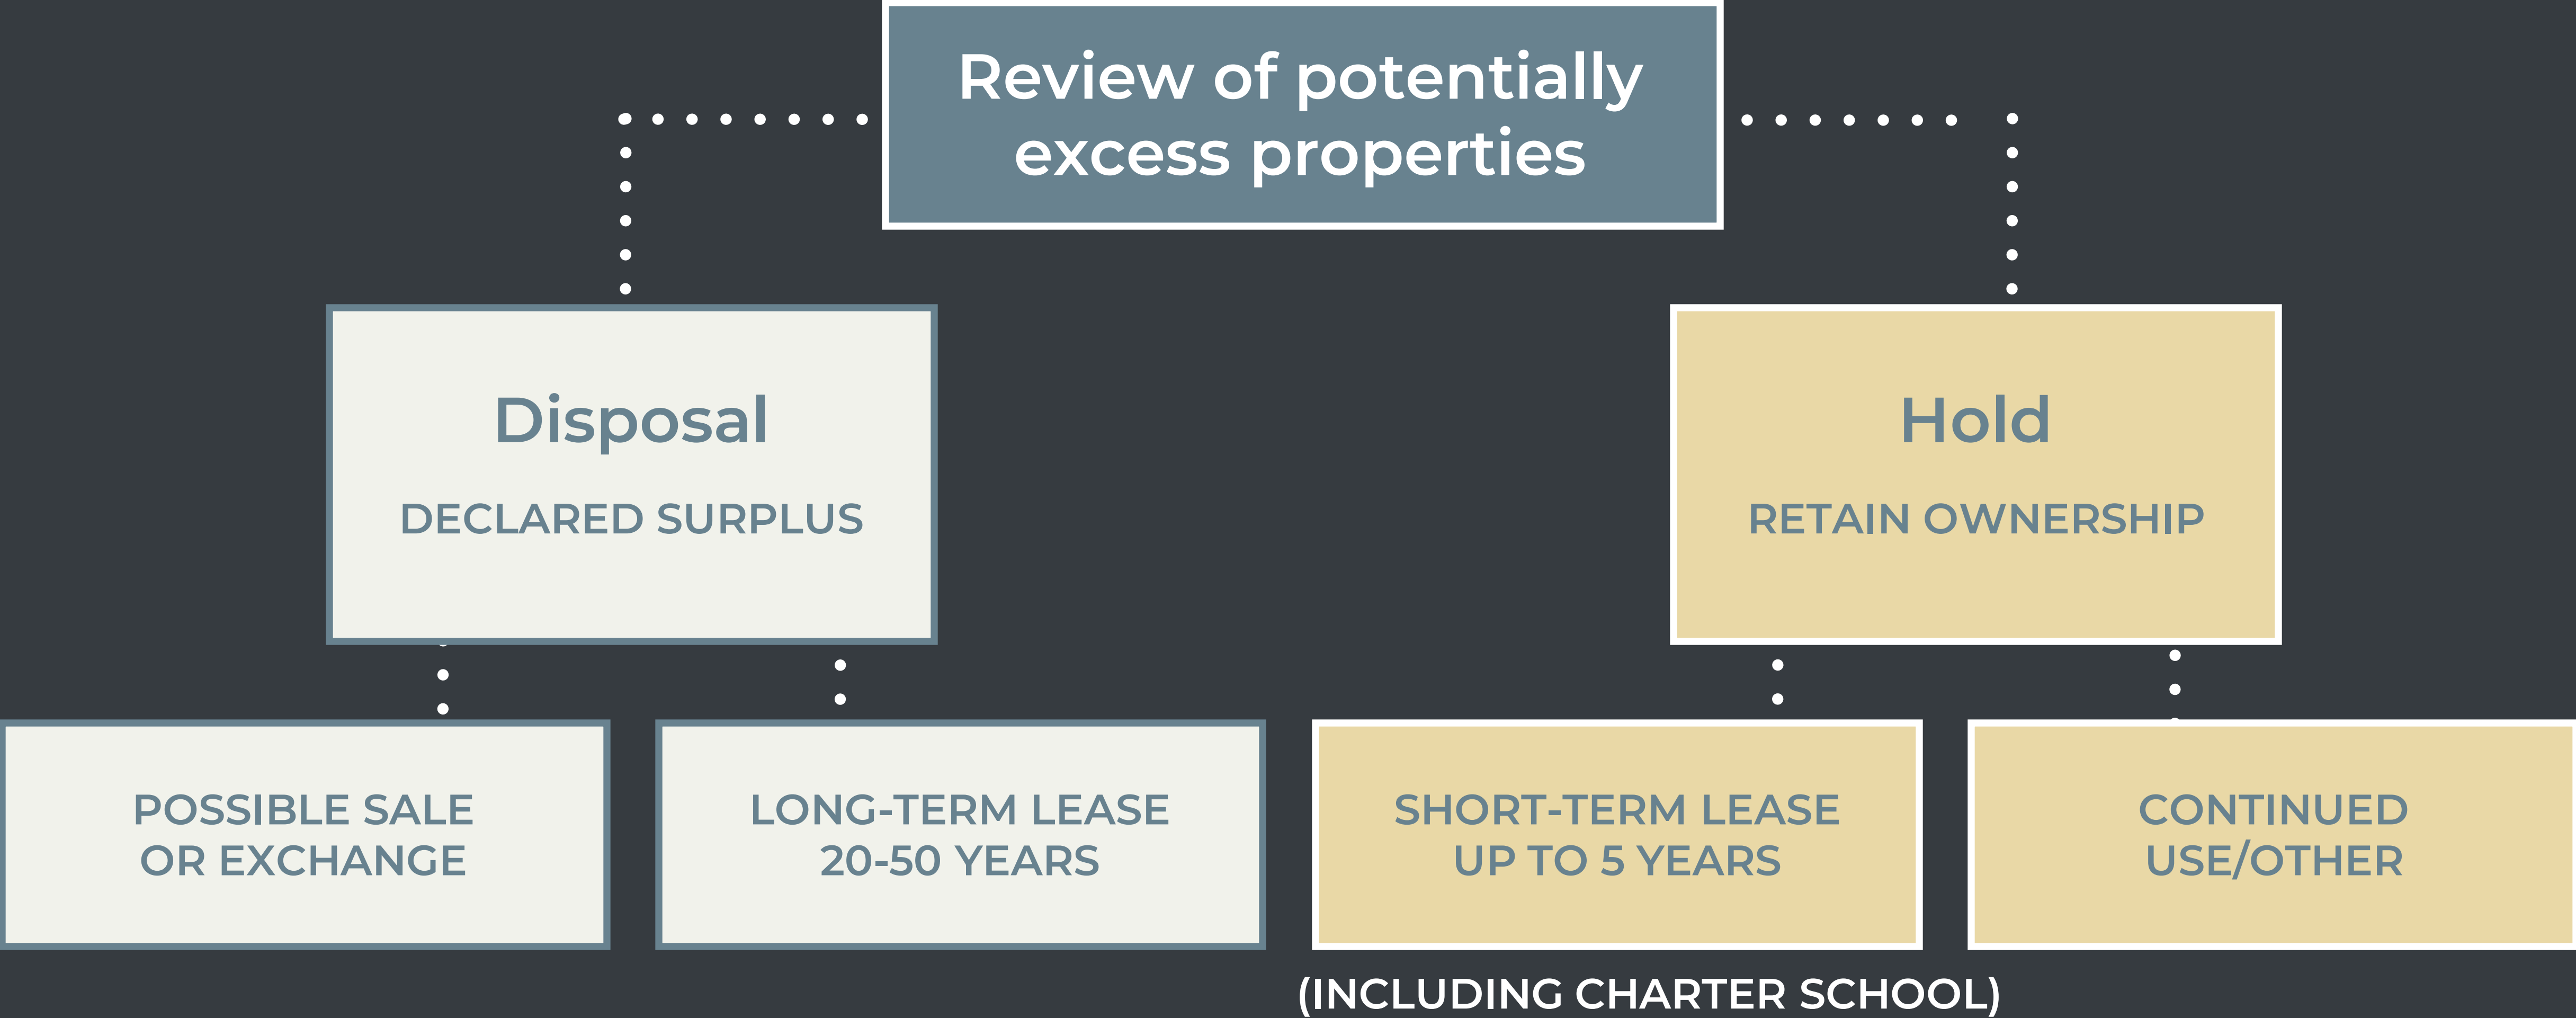 Review of potentially
excess properties
Disposal
DECLARED SURPLUS
Hold
RETAIN OWNERSHIP
POSSIBLE SALE
OR EXCHANGE
LONG-TERM LEASE
20-50 YEARS
SHORT-TERM LEASE
UP TO 5 YEARS
CONTINUED
USE/OTHER
(INCLUDING CHARTER SCHOOL)